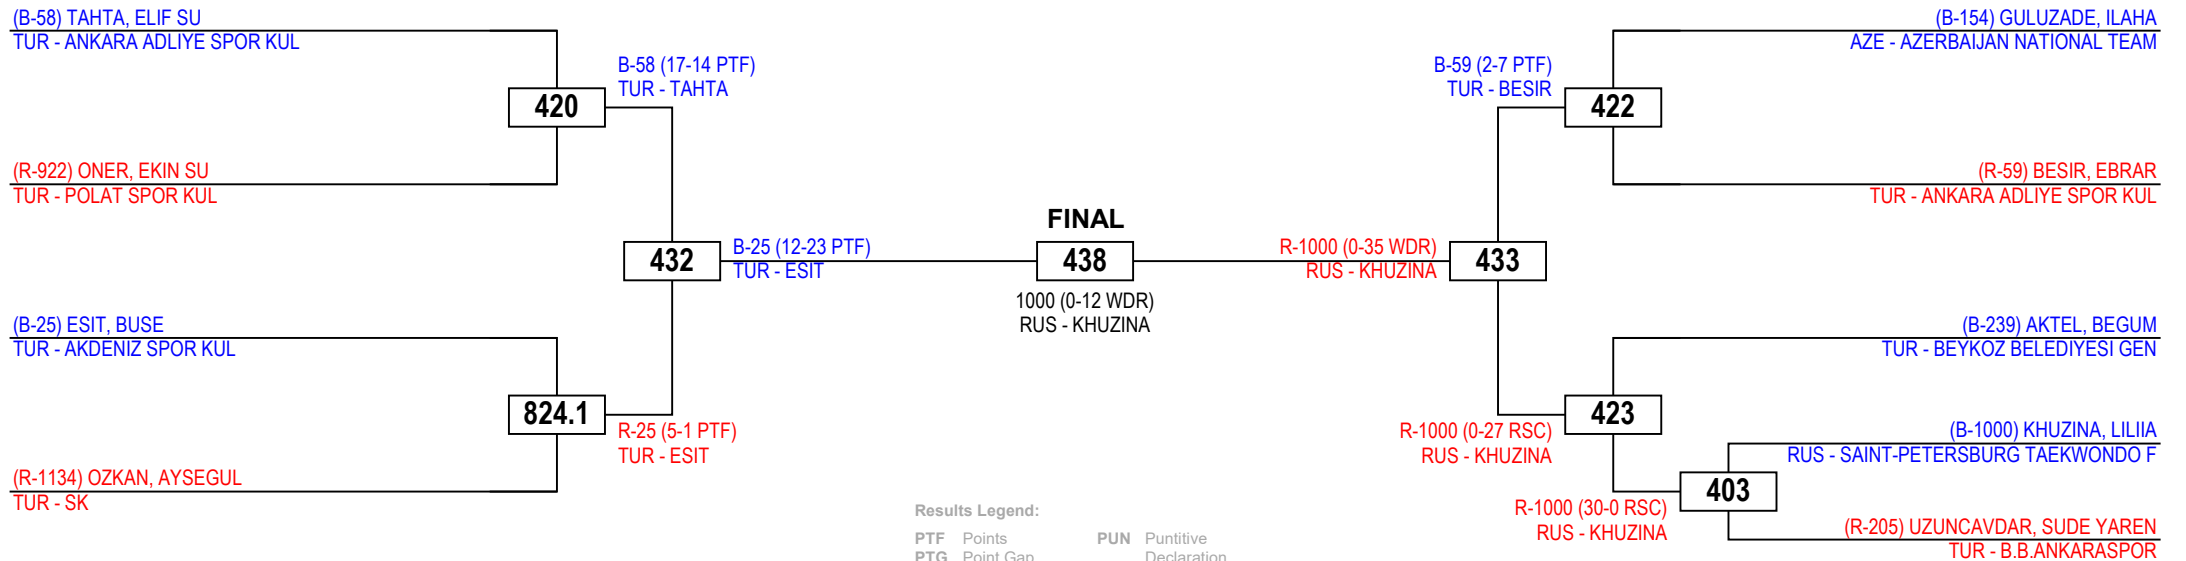 (B-58) TAHTA, ELIF SU
TUR - ANKARA ADLIYE SPOR KUL
B-58 (17-14 PTF)
TUR - TAHTA
420
(R-922) ONER, EKIN SU
TUR - POLAT SPOR KUL
432
B-25 (12-23 PTF)
TUR - ESIT
(B-25) ESIT, BUSE
TUR - AKDENIZ SPOR KUL
824.1
R-25 (5-1 PTF)
TUR - ESIT
(R-1134) OZKAN, AYSEGUL
TUR - SK
FINAL
438
1000 (0-12 WDR)
RUS - KHUZINA
(B-154) GULUZADE, ILAHA
AZE - AZERBAIJAN NATIONAL TEAM
B-59 (2-7 PTF)
TUR - BESIR
422
(R-59) BESIR, EBRAR
TUR - ANKARA ADLIYE SPOR KUL
R-1000 (0-35 WDR)
RUS - KHUZINA
433
(B-239) AKTEL, BEGUM
TUR - BEYKOZ BELEDIYESI GEN
423
R-1000 (0-27 RSC)
RUS - KHUZINA
(B-1000) KHUZINA, LILIIA
RUS - SAINT-PETERSBURG TAEKWONDO F
403
R-1000 (30-0 RSC)
RUS - KHUZINA
(R-205) UZUNCAVDAR, SUDE YAREN
TUR - B.B.ANKARASPOR
Results Legend:
PTF Points
PUN Puntitive
PTG Point Gap
Declaration